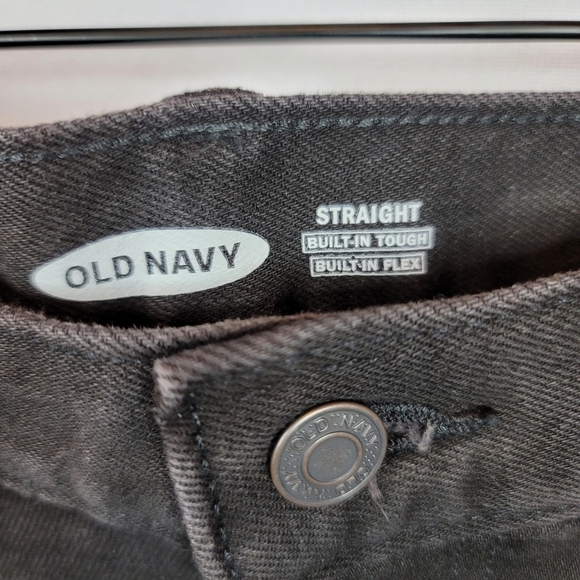 OLD NAVY
STRAIGHT
BUILT-IN TOUGH
BUILT-IN FLEX
OLD NAVY